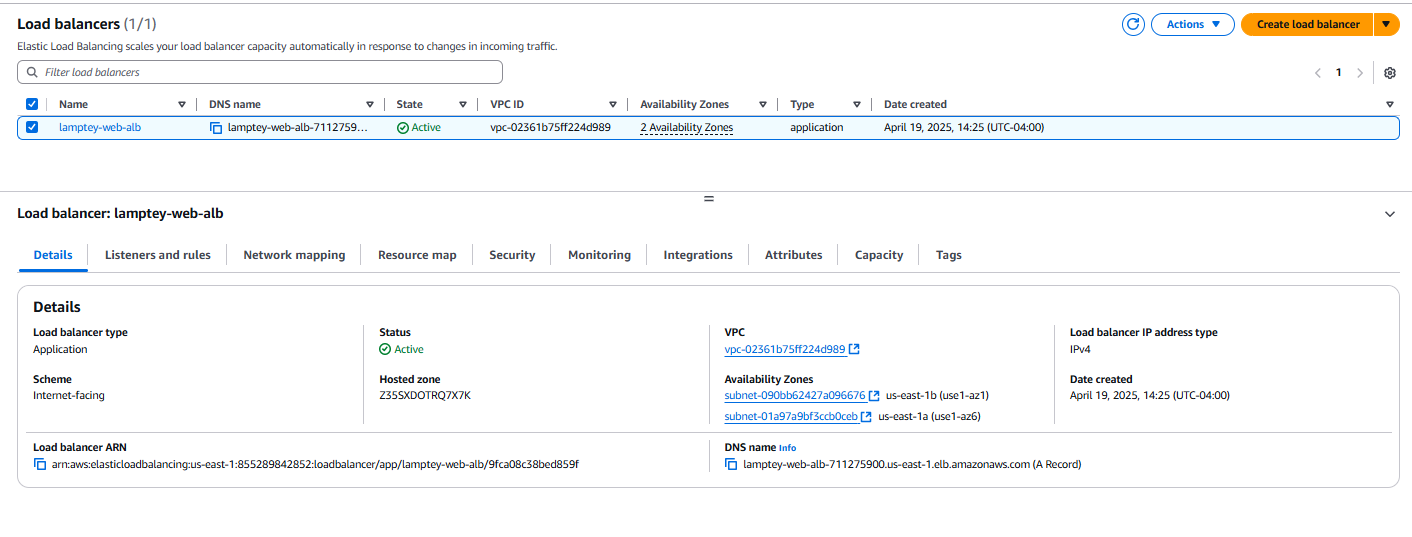 Load balancers (1/1)
Actions
Create load balancer
Elastic Load Balancing scales your load balancer capacity automatically in response to changes in incoming traffic.
Filter load balancers
1
Name DNS name State VPC ID Availability Zones Type Date created
lamptey-web-alb lamptey-web-alb-7112759... Active vpc-02361b75ff224d989 2 Availability Zones application April 19, 2025, 14:25 (UTC-04:00)
Load balancer: lamptey-web-alb
Details Listeners and rules Network mapping Resource map Security Monitoring Integrations Attributes Capacity Tags
Details
Load balancer type Status VPC Load balancer IP address type
Application Active vpc-02361b75ff224d989 IPv4
Scheme Hosted zone Availability Zones Date created
Internet-facing Z35SXDOTRQ7X7K subnet-090bb62427a096676 us-east-1b (use1-az1) April 19, 2025, 14:25 (UTC-04:00)
subnet-01a97a9bf3ccb0ceb us-east-1a (use1-az6)
Load balancer ARN DNS name Info
arn:aws:elasticloadbalancing:us-east-1:855289842852:loadbalancer/app/lamptey-web-alb/9fca08c38bed859f lamptey-web-alb-711275900.us-east-1.elb.amazonaws.com (A Record)